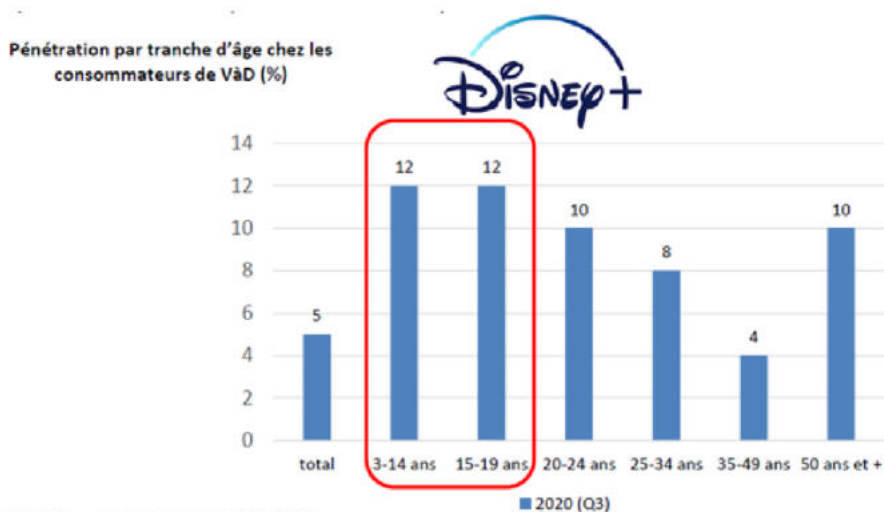 Pénétration par tranche d'âge chez les
consommateurs de VàD (%)
Disney+
14
12
10
8
6
4
2
0
5
12
12
10
8
4
10
total
3-14 ans
15-19 ans
20-24 ans
25-34 ans
35-49 ans
50 ans et +
2020 (Q3)